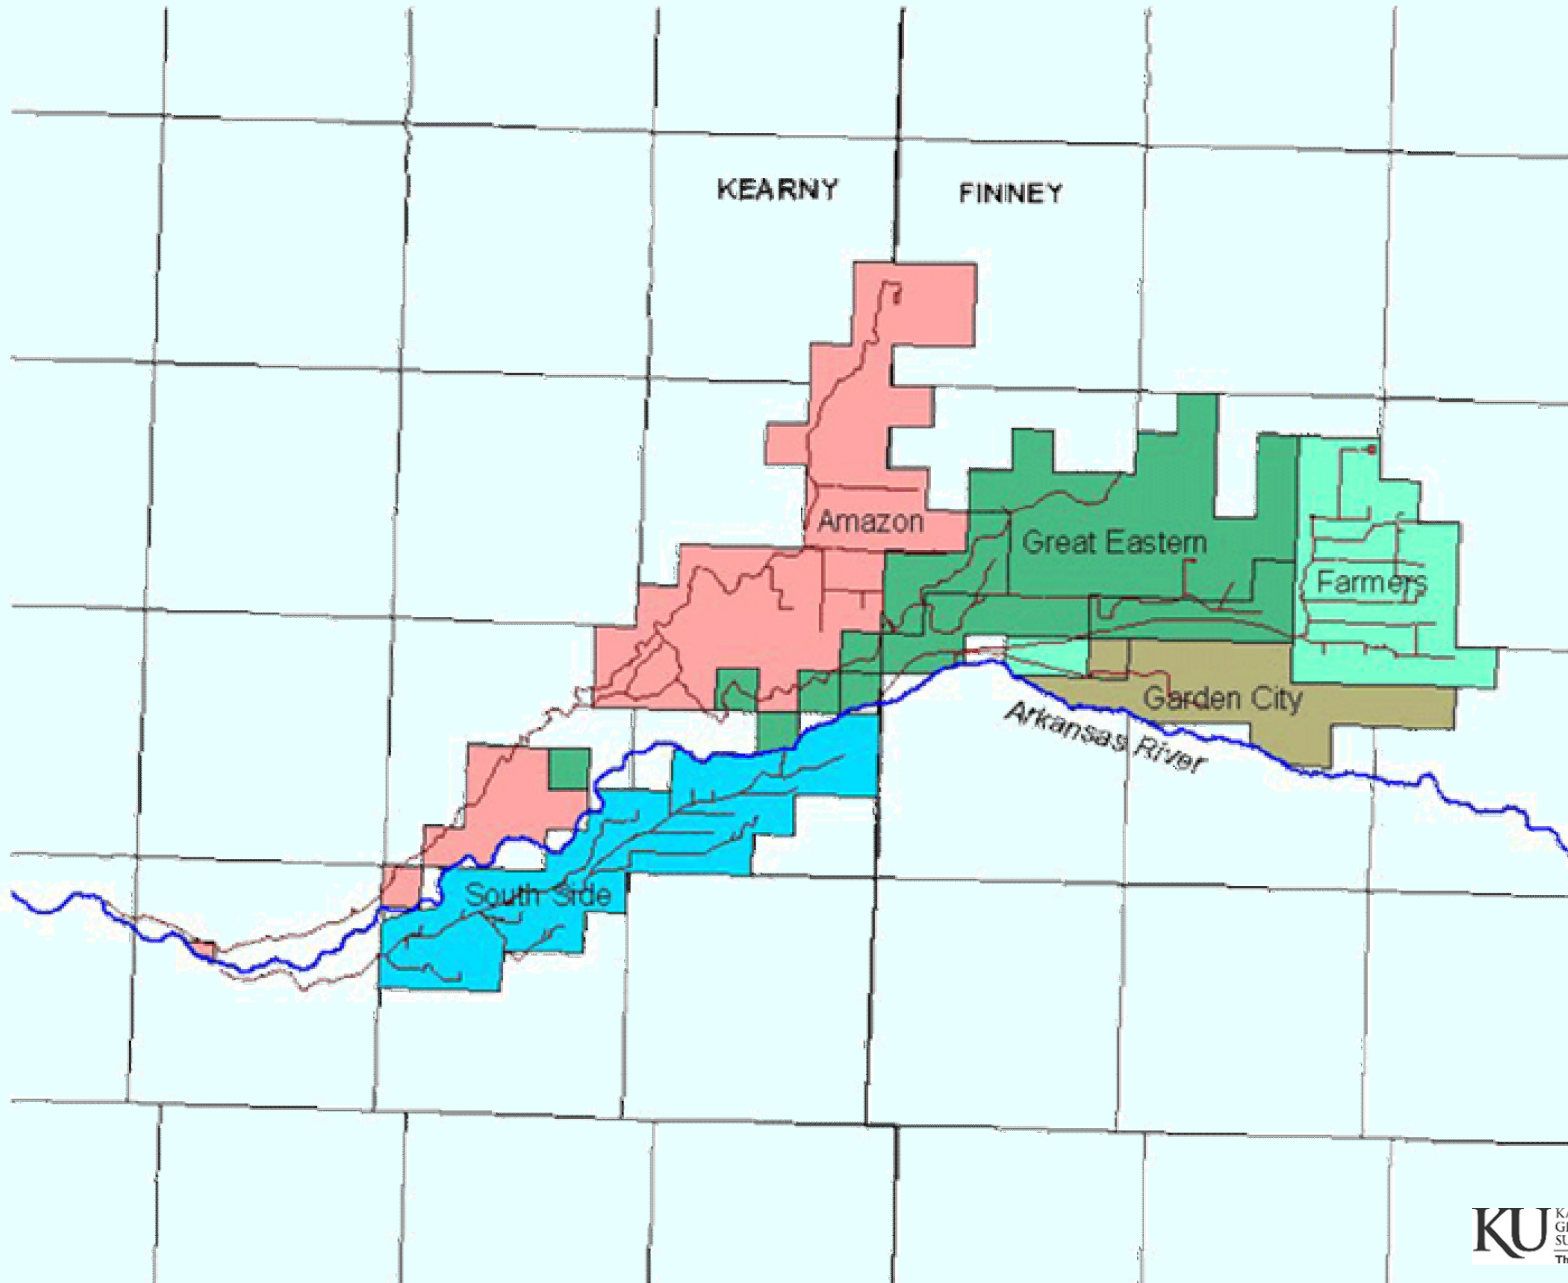 KEARNY
FINNEY
Amazon
Great Eastern
Farmers
Garden City
Arkansas River
South Side
KU